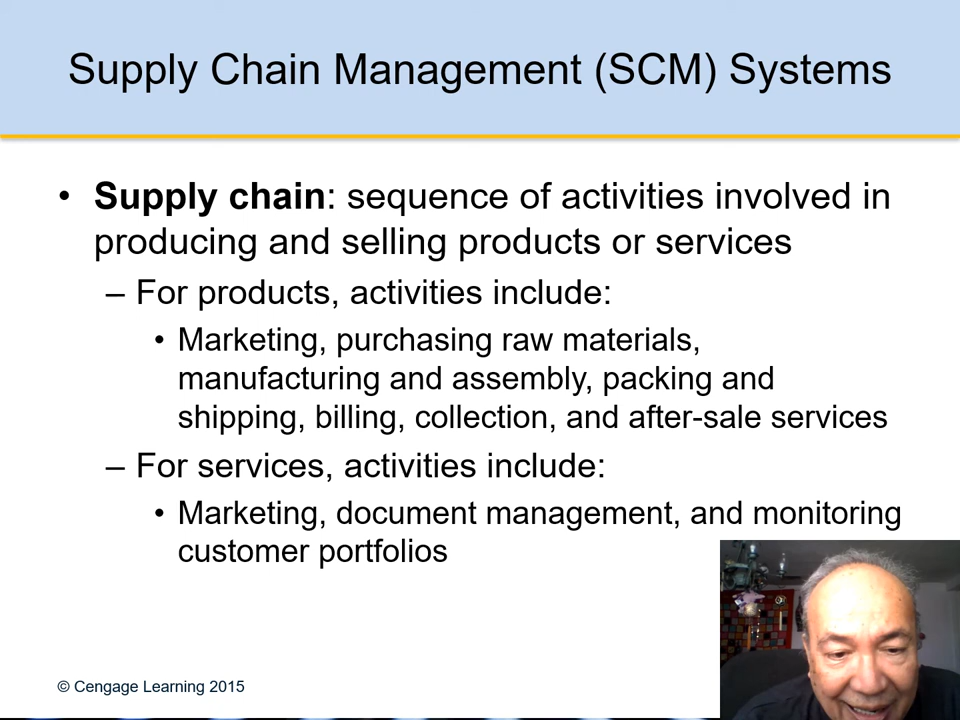 Supply Chain Management (SCM) Systems
• Supply chain: sequence of activities involved in
producing and selling products or services
– For products, activities include:
• Marketing, purchasing raw materials,
manufacturing and assembly, packing and
shipping, billing, collection, and after-sale services
– For services, activities include:
• Marketing, document management, and monitoring
customer portfolios
© Cengage Learning 2015